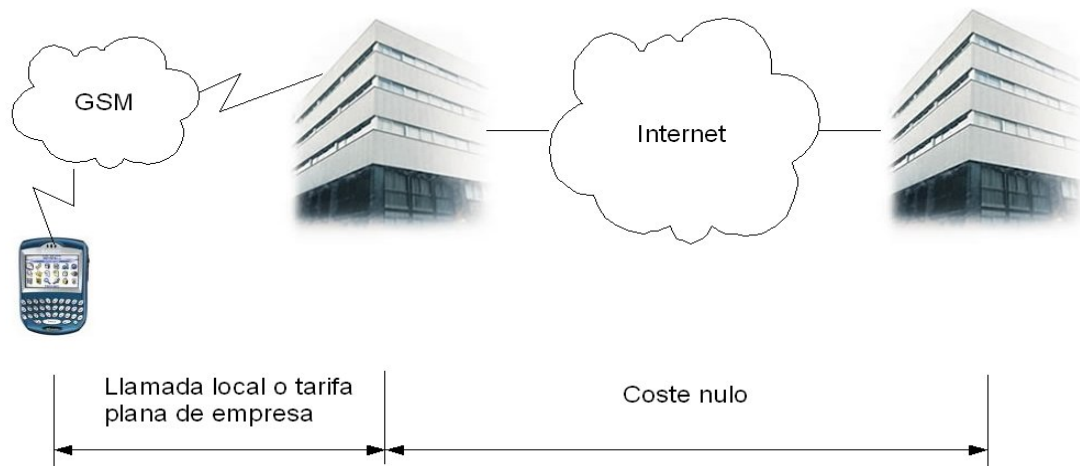 GSM
Internet
Llamada local o tarifa
plana de empresa
Coste nulo